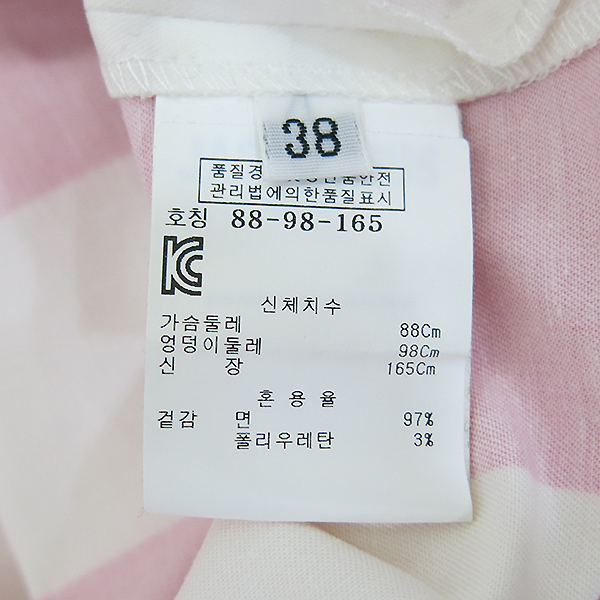 38
품질경 안전
관리법에의한품질표시
호칭 88-98-165
신체치수
가슴둘레 88Cm
엉덩이둘레 98Cm
신 장 165Cm
혼용율
겉감 면 97%
폴리우레탄 3%